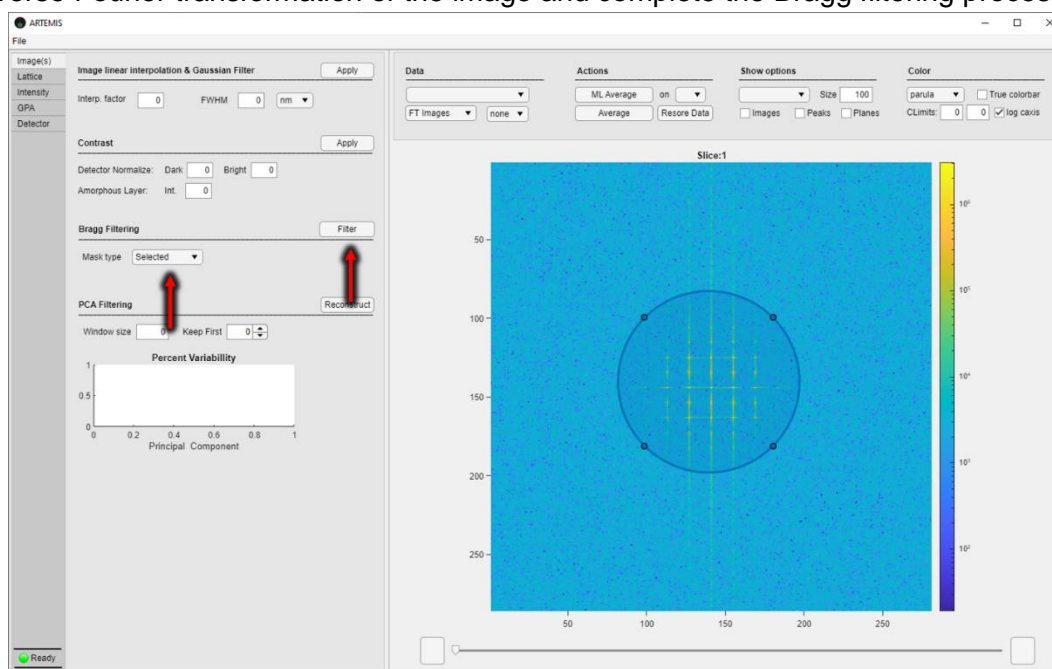 erse Fourier transformation of the image and complete the Bragg filtering proces
ARTEMIS
File
Image(s)
Lattice
Intensity
GPA
Detector
Image linear interpolation & Gaussian Filter Apply
Interp. factor 0 FWHM 0 nm
Contrast Apply
Detector Normalize: Dark 0 Bright 0
Amorphous Layer: Int. 0
Bragg Filtering Filter
Mask type Selected
PCA Filtering Reconstruct
Window size 0 Keep First 0
Percent Variabillity
1
0.5
0
0 0.2 0.4 0.6 0.8 1
Principal Component
Ready
Data Actions Show options Color
ML Average on Size 100 parula True colorbar
FT Images none Average Resore Data Images Peaks Planes CLimits: 0 0 log caxis
Slice:1
50
100
150
200
250
50 100 150 200 250
10⁵
10⁴
10²